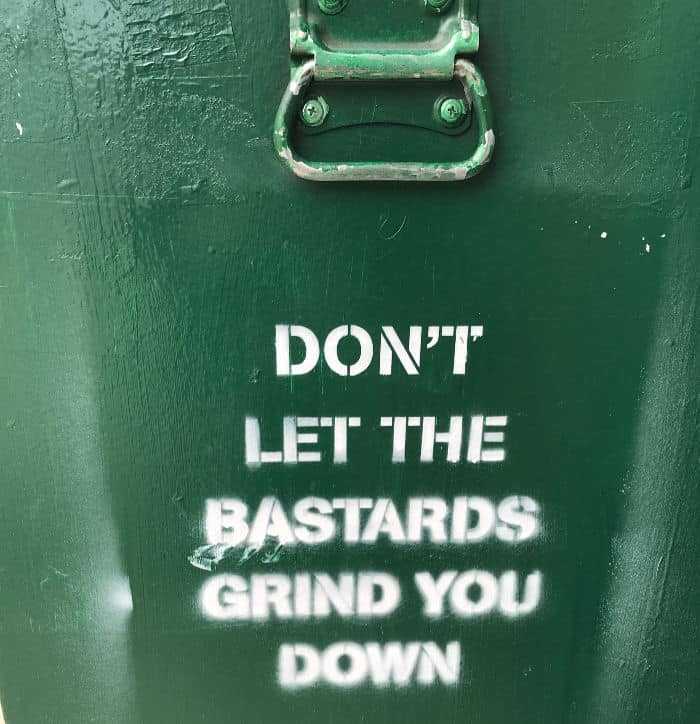 DON'T
LET THE
BASTARDS
GRIND YOU
DOWN